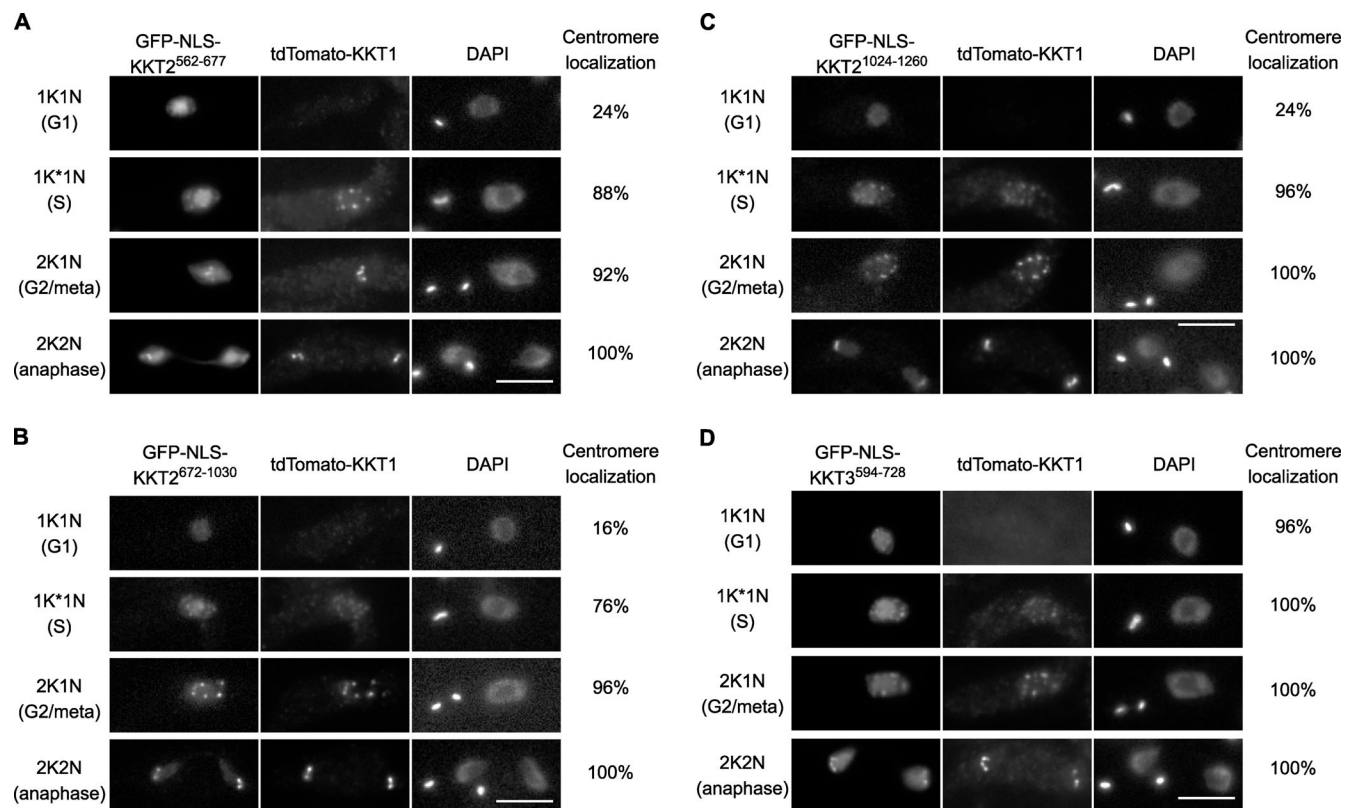 A
GFP-NLS-
KKT2562-677
tdTomato-KKT1
DAPI
Centromere
localization
1K1N
(G1)
24%
1K*1N
(S)
88%
2K1N
(G2/meta)
92%
2K2N
(anaphase)
100%
B
GFP-NLS-
KKT2672-1030
tdTomato-KKT1
DAPI
Centromere
localization
1K1N
(G1)
16%
1K*1N
(S)
76%
2K1N
(G2/meta)
96%
2K2N
(anaphase)
100%
C
GFP-NLS-
KKT21024-1260
tdTomato-KKT1
DAPI
Centromere
localization
1K1N
(G1)
24%
1K*1N
(S)
96%
2K1N
(G2/meta)
100%
2K2N
(anaphase)
100%
D
GFP-NLS-
KKT3594-728
tdTomato-KKT1
DAPI
Centromere
localization
1K1N
(G1)
96%
1K*1N
(S)
100%
2K1N
(G2/meta)
100%
2K2N
(anaphase)
100%